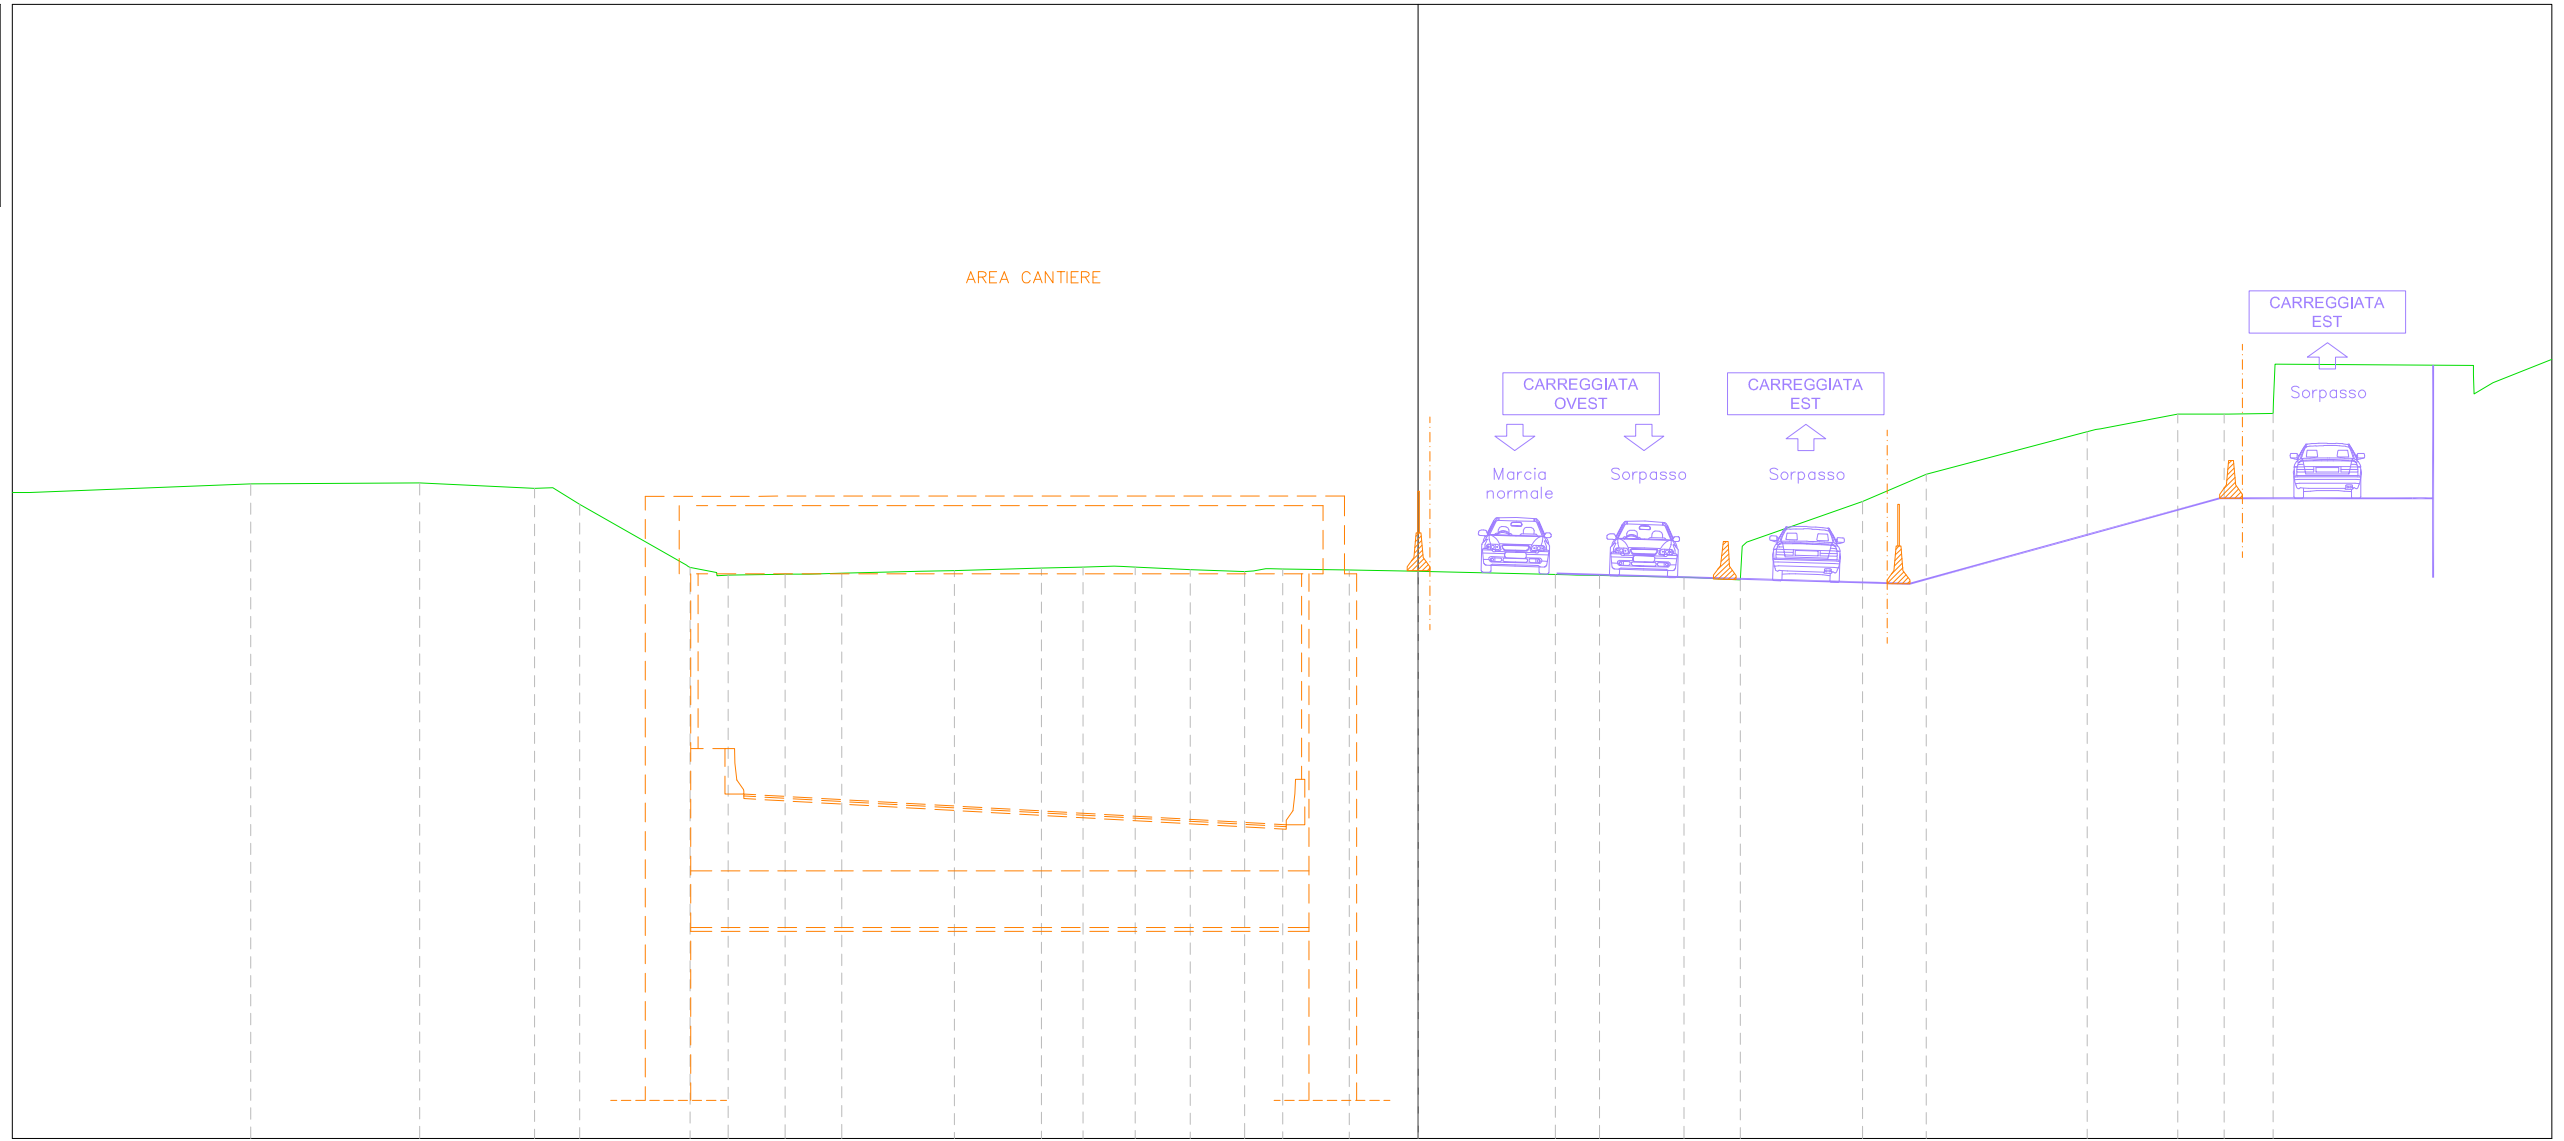 AREA CANTIERE
CARREGGIATA
EST
Sorpasso
CARREGGIATA
OVEST
Marcia
normale
Sorpasso
CARREGGIATA
EST
Sorpasso